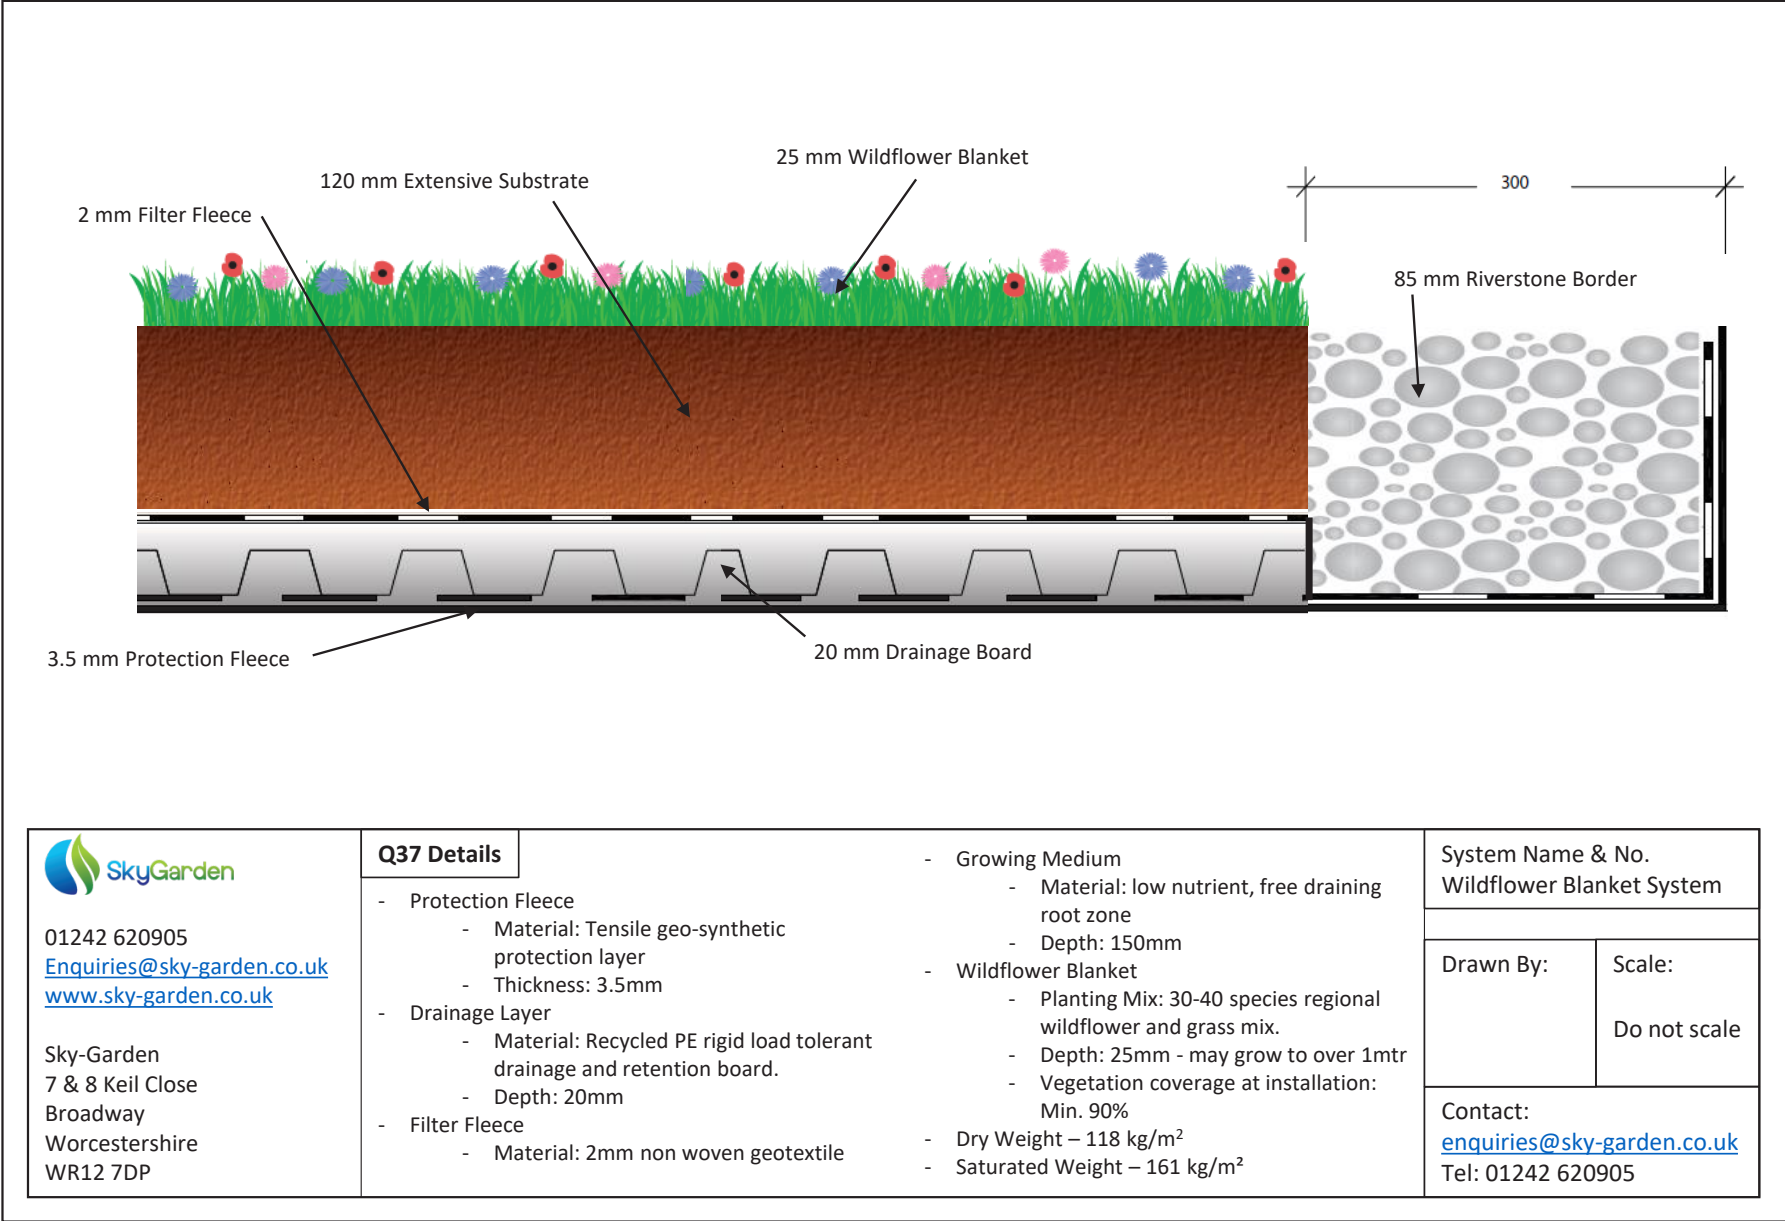 25 mm Wildflower Blanket
120 mm Extensive Substrate
2 mm Filter Fleece
300
85 mm Riverstone Border
3.5 mm Protection Fleece
20 mm Drainage Board
SkyGarden
01242 620905
Enquiries@sky-garden.co.uk
www.sky-garden.co.uk
Sky-Garden
7 & 8 Keil Close
Broadway
Worcestershire
WR12 7DP
Q37 Details
- Protection Fleece
- Material: Tensile geo-synthetic
protection layer
- Thickness: 3.5mm
- Drainage Layer
- Material: Recycled PE rigid load tolerant
drainage and retention board.
- Depth: 20mm
- Filter Fleece
- Material: 2mm non woven geotextile
- Growing Medium
- Material: low nutrient, free draining
root zone
- Depth: 150mm
- Wildflower Blanket
- Planting Mix: 30-40 species regional
wildflower and grass mix.
- Depth: 25mm - may grow to over 1mtr
- Vegetation coverage at installation:
Min. 90%
- Dry Weight – 118 kg/m²
- Saturated Weight – 161 kg/m²
System Name & No.
Wildflower Blanket System
Drawn By:
Scale:
Do not scale
Contact:
enquiries@sky-garden.co.uk
Tel: 01242 620905